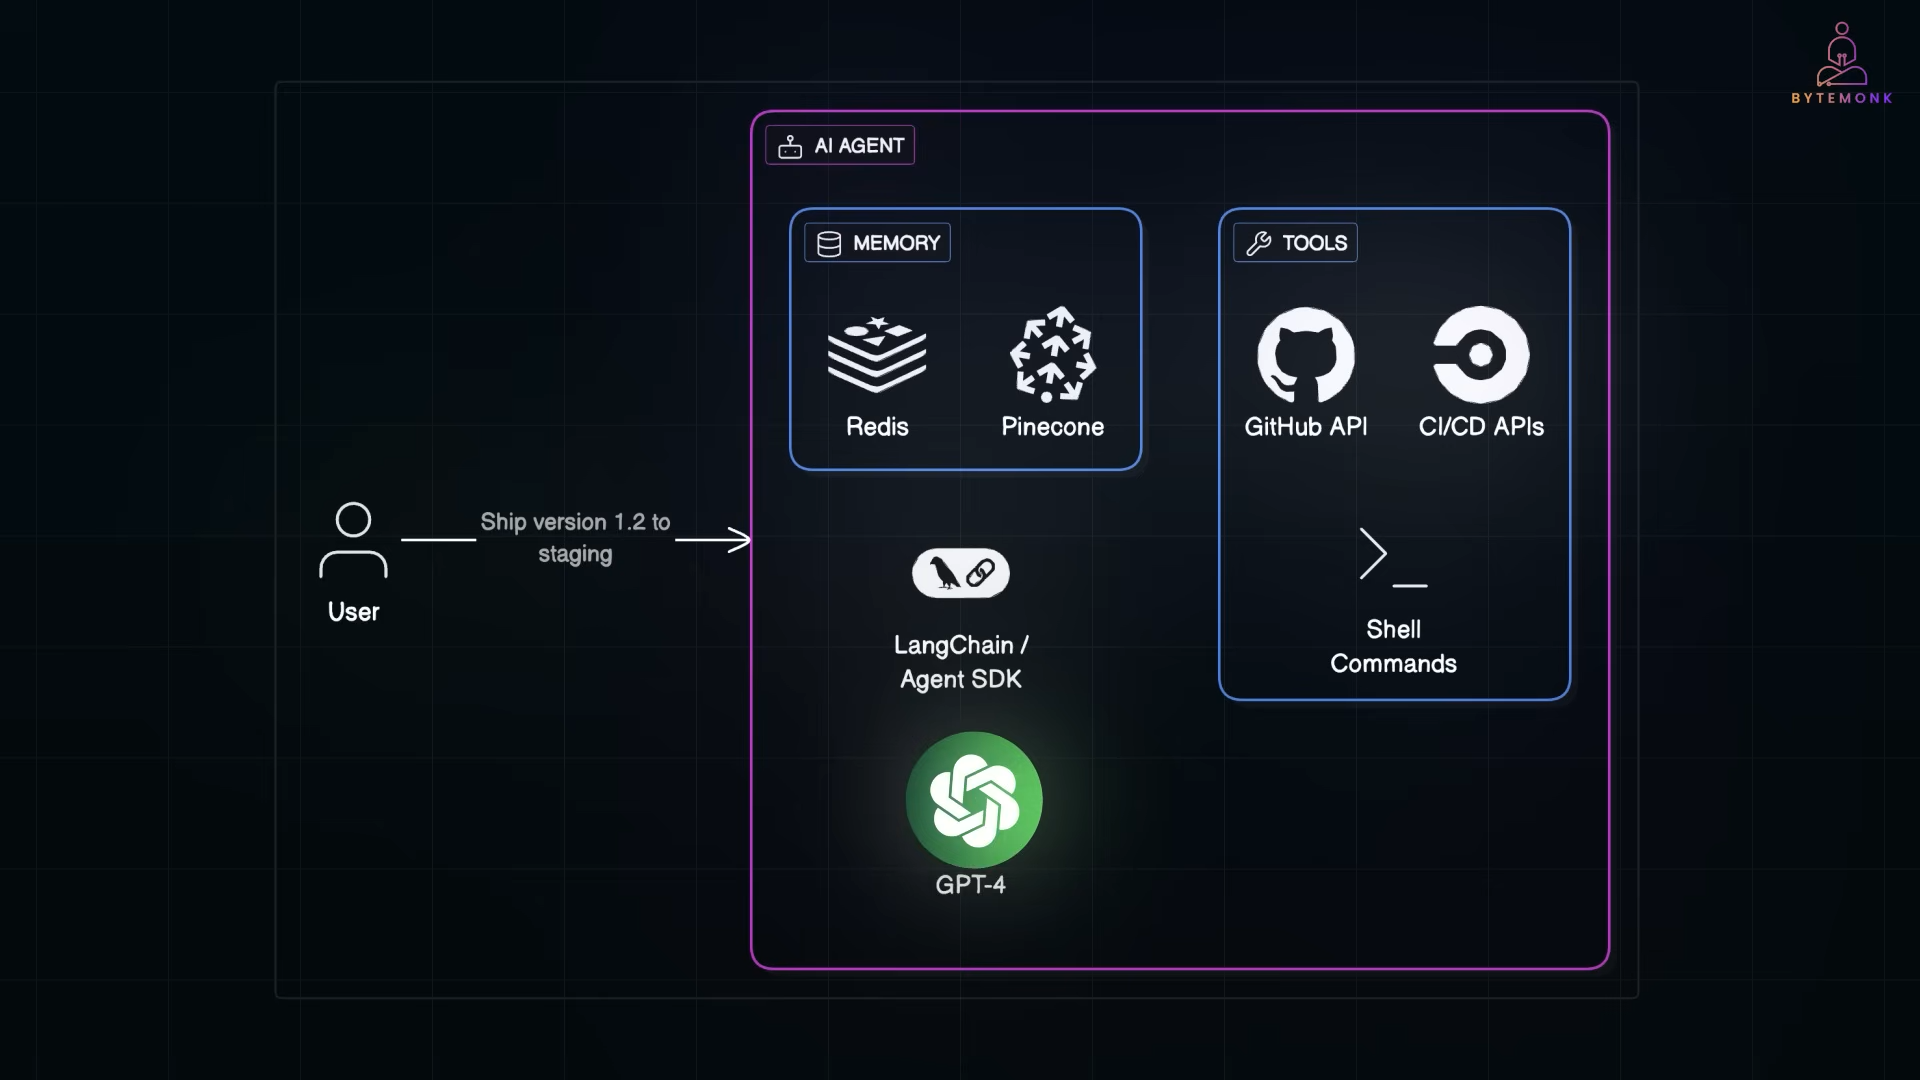 BYTEMONK
AI AGENT
MEMORY
TOOLS
Redis
Pinecone
GitHub API
CI/CD APIs
Ship version 1.2 to
staging
User
LangChain /
Agent SDK
Shell
Commands
GPT-4